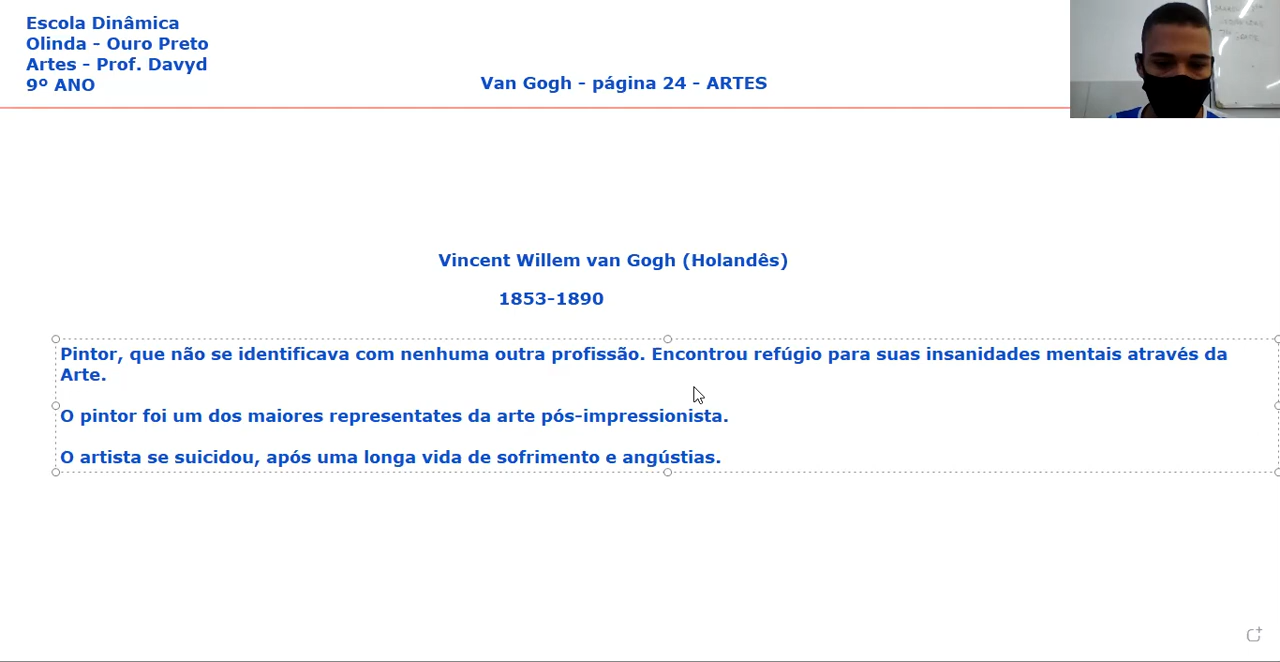 Escola Dinâmica
Olinda - Ouro Preto
Artes - Prof. Davyd
9º ANO
Van Gogh - página 24 - ARTES
Vincent Willem van Gogh (Holandês)
1853-1890
Pintor, que não se identificava com nenhuma outra profissão. Encontrou refúgio para suas insanidades mentais através da
Arte.
O pintor foi um dos maiores representates da arte pós-impressionista.
O artista se suicidou, após uma longa vida de sofrimento e angústias.